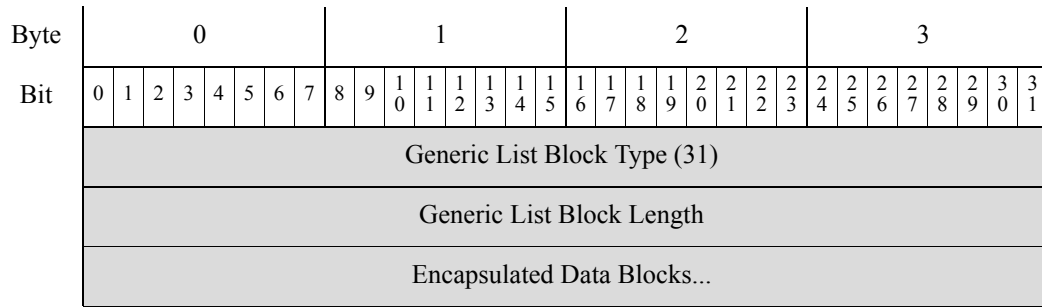 Byte 0 1 2 3
Bit 0 1 2 3 4 5 6 7 8 9 10 11 12 13 14 15 16 17 18 19 20 21 22 23 24 25 26 27 28 29 30 31
Generic List Block Type (31)
Generic List Block Length
Encapsulated Data Blocks...